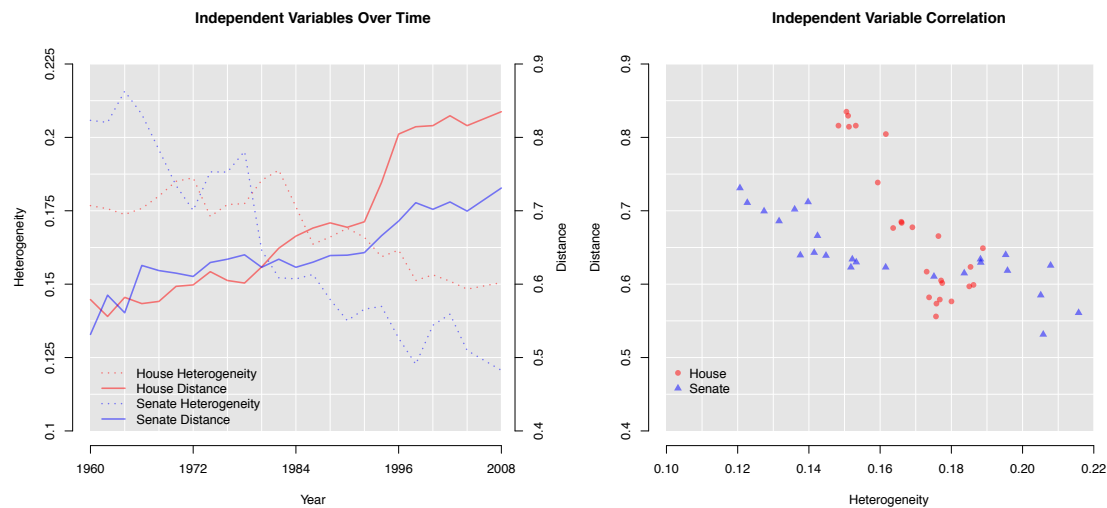 Independent Variables Over Time
0.225
0.2
0.175
0.15
0.125
0.1
Heterogeneity
0.9
0.8
0.7
0.6
0.5
0.4
Distance
House Heterogeneity
House Distance
Senate Heterogeneity
Senate Distance
1960 1972 1984 1996 2008
Year
Independent Variable Correlation
0.9
0.8
0.7
0.6
0.5
0.4
Distance
House
Senate
0.10 0.12 0.14 0.16 0.18 0.20 0.22
Heterogeneity